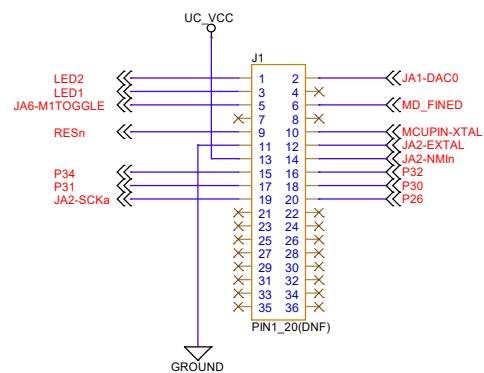 UC_VCC
J1
LED2 1 2 JA1-DAC0
LED1 3 4
JA6-M1TOGGLE 5 6 MD_FINED
7 8
RESn 9 10 MCUPIN-XTAL
11 12 JA2-EXTAL
13 14 JA2-NMIn
P34 15 16 P32
P31 17 18 P30
JA2-SCKa 19 20 P26
21 22
23 24
25 26
27 28
29 30
31 32
33 34
35 36
PIN1_20(DNF)
GROUND